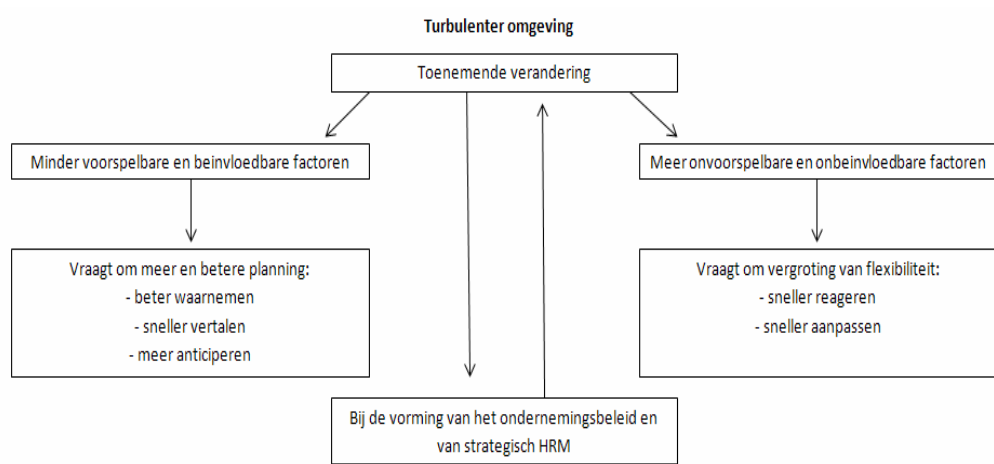 Turbulenter omgeving
Toenemende verandering
Minder voorspelbare en beinvloedbare factoren
Meer onvoorspelbare en onbeinvloedbare factoren
Vraagt om meer en betere planning:
- beter waarnemen
- sneller vertalen
- meer anticiperen
Vraagt om vergroting van flexibiliteit:
- sneller reageren
- sneller aanpassen
Bij de vorming van het ondernemingsbeleid en
van strategisch HRM